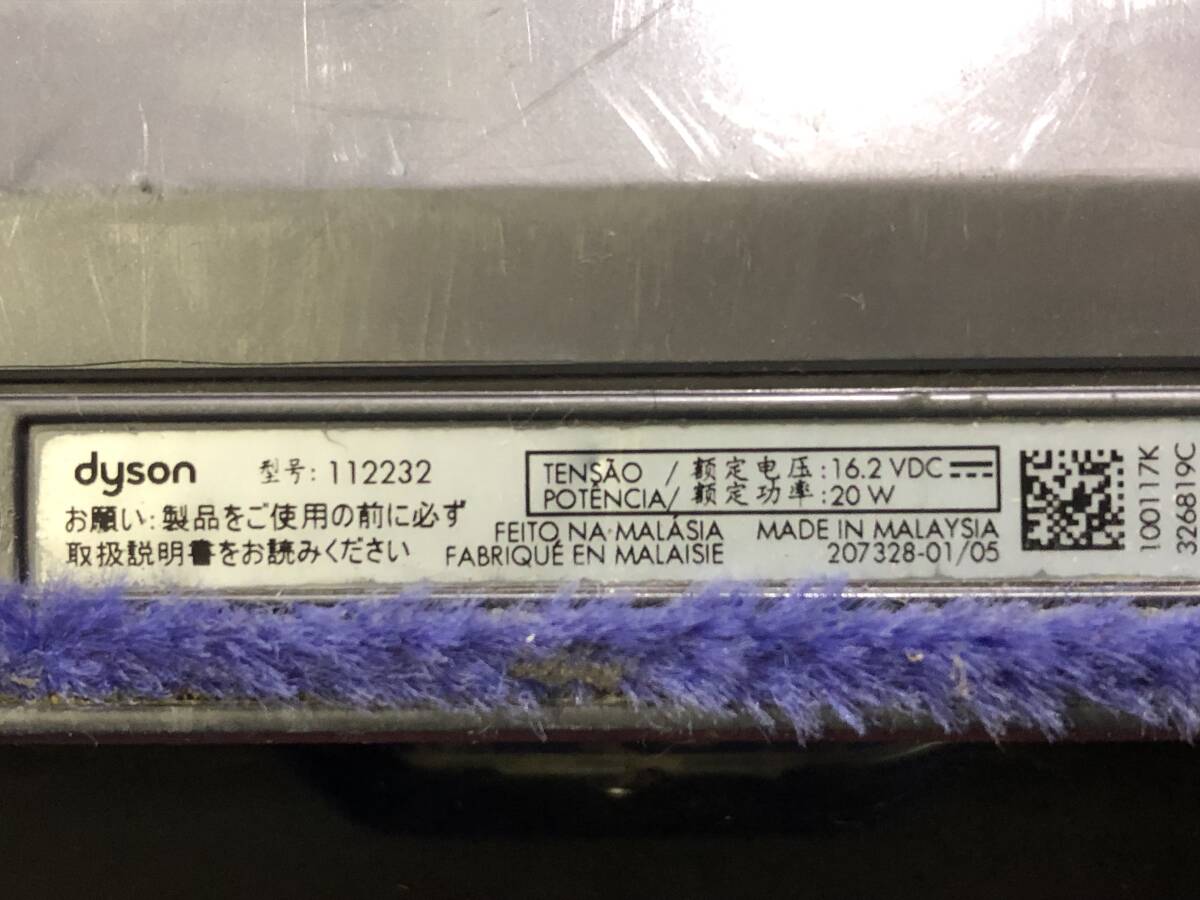 dyson 型号: 112232
お願い: 製品をご使用の前に必ず
取扱説明書をお読みください
TENSÃO / 额定电压: 16.2 VDC
POTÊNCIA/ 额定功率: 20 W
FEITO NA MALÁSIA MADE IN MALAYSIA
FABRIQUÉ EN MALAISIE 207328-01/05
100117K
326819C